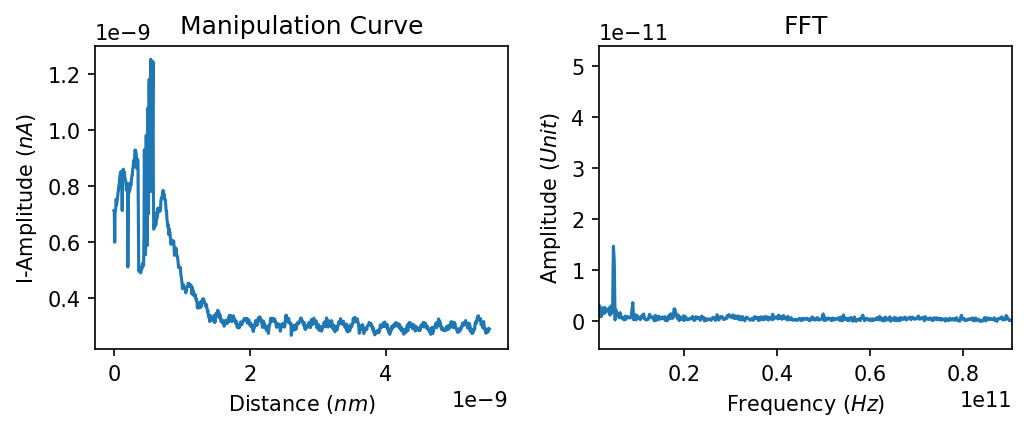 Manipulation Curve
1e−9
I-Amplitude (nA)
1.2
1.0
0.8
0.6
0.4
0
2
4
1e−9
Distance (nm)
FFT
1e−11
Amplitude (Unit)
5
4
3
2
1
0
0.2
0.4
0.6
0.8
1e11
Frequency (Hz)